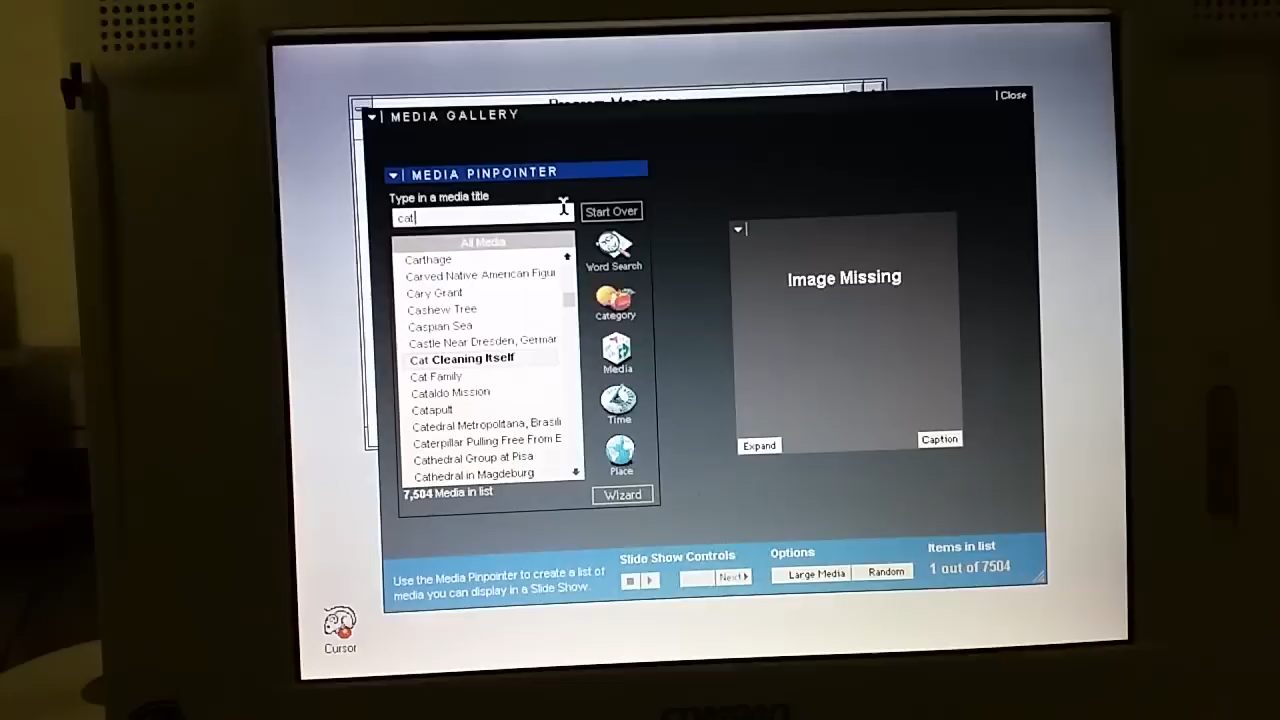 Program Manager
MEDIA GALLERY
Close
MEDIA PINPOINTER
Type in a media title
cat
Start Over
All Media
Carthage
Carved Native American Figu
Cary Grant
Cashew Tree
Caspian Sea
Castle Near Dresden, German
Cat Cleaning Itself
Cat Family
Cataldo Mission
Catapult
Catedral Metropolitana, Brasíli
Caterpillar Pulling Free From E
Cathedral Group at Pisa
Cathedral in Magdeburg
7,504 Media in list
Word Search
Category
Media
Time
Place
Wizard
Image Missing
Expand
Caption
Use the Media Pinpointer to create a list of
media you can display in a Slide Show.
Slide Show Controls
Next
Options
Large Media
Random
Items in list
1 out of 7504
Cursor